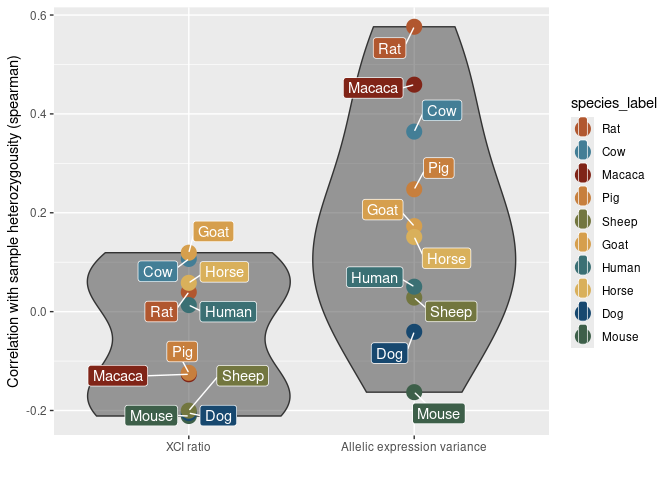 Correlation with sample heterozygousity (spearman)
0.6
0.4
0.2
0.0
-0.2
Goat
Cow
Horse
Rat
Human
Pig
Macaca
Sheep
Mouse
Dog
Rat
Macaca
Cow
Pig
Goat
Horse
Human
Sheep
Dog
Mouse
XCI ratio
Allelic expression variance
species_label
Rat
Cow
Macaca
Pig
Sheep
Goat
Human
Horse
Dog
Mouse